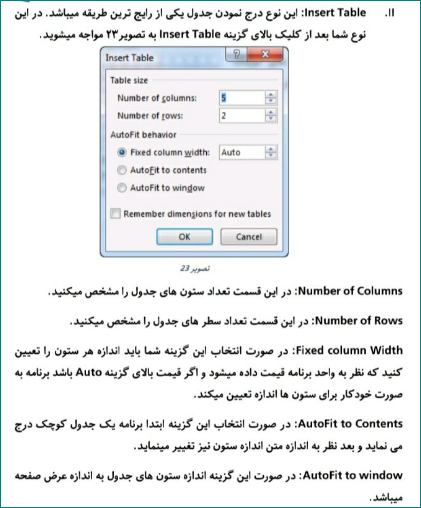 II. Insert Table: این نوع درج نمودن جدول یکی از رایج ترین طریقه میباشد. در این
نوع شما بعد از کلیک بالای گزینه Insert Table به تصویر۲۳ مواجه میشوید.
Insert Table
Table size
Number of columns: 5
Number of rows: 2
AutoFit behavior
Fixed column width: Auto
AutoFit to contents
AutoFit to window
Remember dimensions for new tables
OK Cancel
تصویر 23
Number of Columns: در این قسمت تعداد ستون های جدول را مشخص میکنید.
Number of Rows: در این قسمت تعداد سطر های جدول را مشخص میکنید.
Fixed column Width: در صورت انتخاب این گزینه شما باید اندازه هر ستون را تعیین
کنید که نظر به واحد برنامه قیمت داده میشود و اگر قیمت بالای گزینه Auto باشد برنامه به
صورت خودکار برای ستون ها اندازه تعیین میکند.
AutoFit to Contents: در صورت انتخاب این گزینه ابتدا برنامه یک جدول کوچک درج
می نماید و بعد نظر به اندازه متن اندازه ستون نیز تغییر مینماید.
AutoFit to window: در صورت این گزینه اندازه ستون های جدول به اندازه عرض صفحه
میباشد.